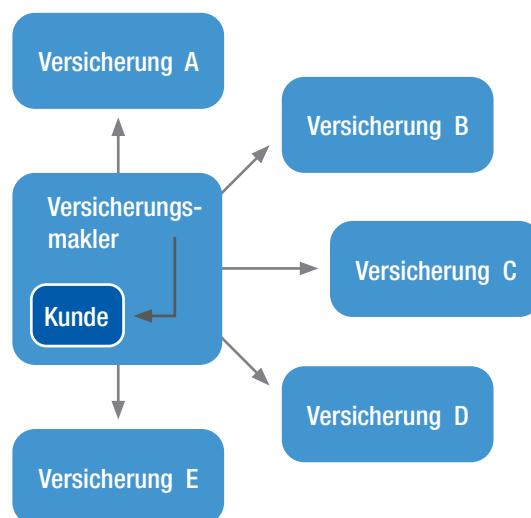 Versicherung A
Versicherung B
Versicherungs-
makler
Versicherung C
Kunde
Versicherung D
Versicherung E